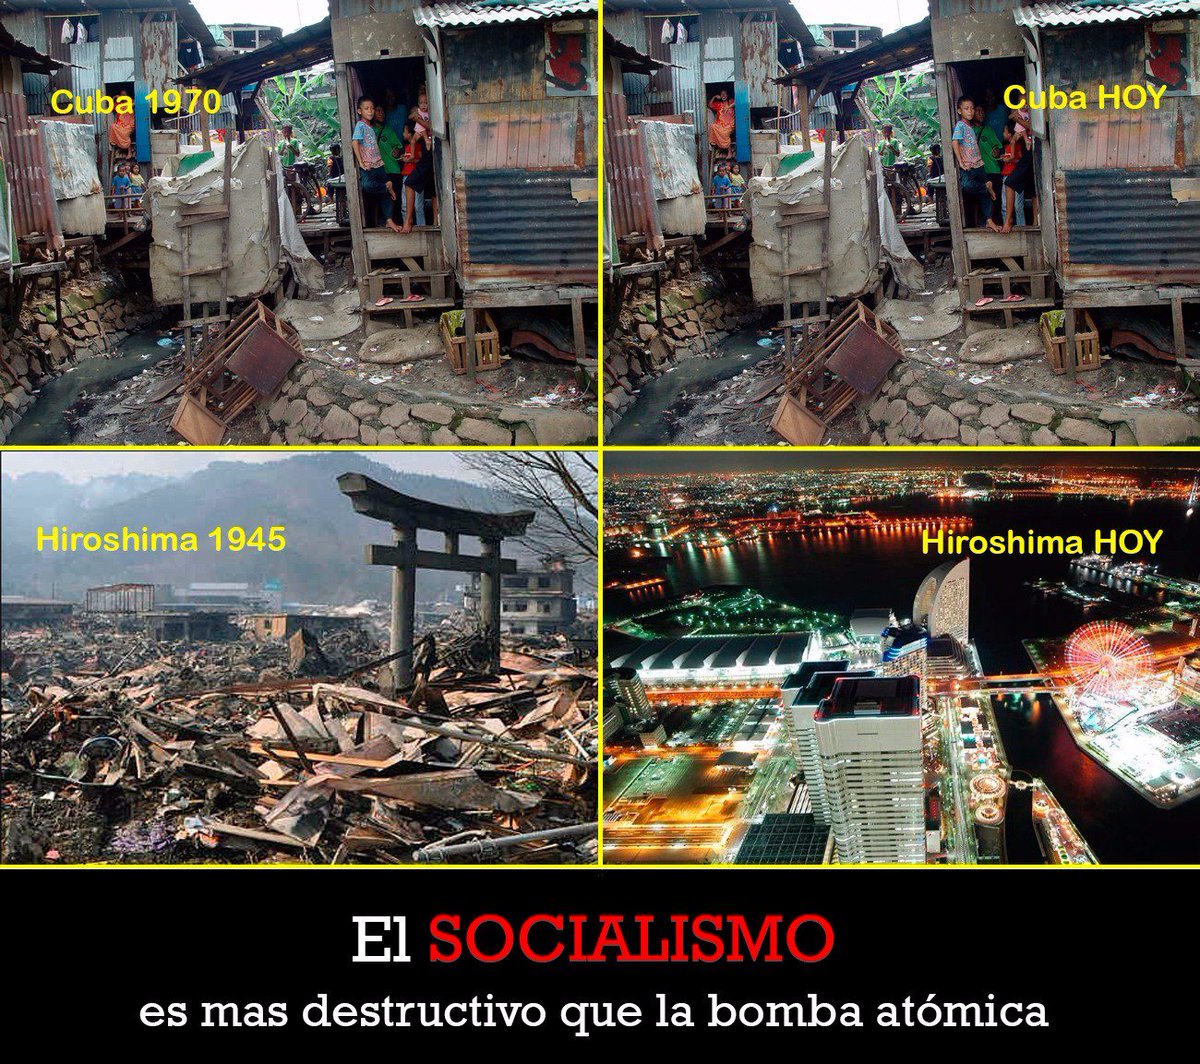 Cuba 1970
Cuba HOY
Hiroshima 1945
Hiroshima HOY
El SOCIALISMO
es mas destructivo que la bomba atómica